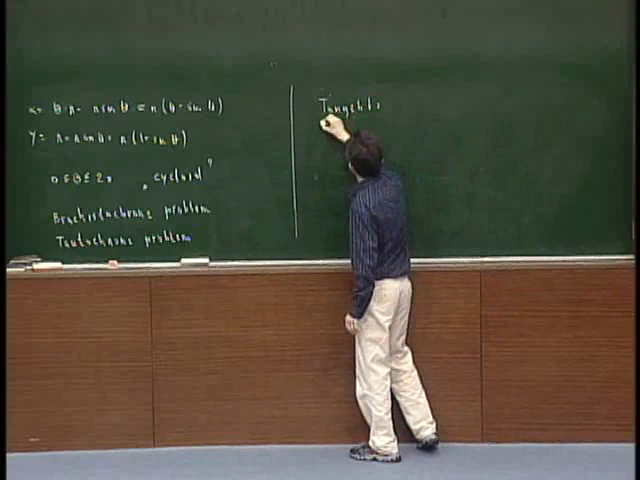 x = θ r - r sin θ = r (θ - sin θ)
y = r - r cos θ = r (1 - cos θ)
0 ≤ θ ≤ 2π " cycloid "
Brachistochrone problem
Tautochrone problem
Tangents